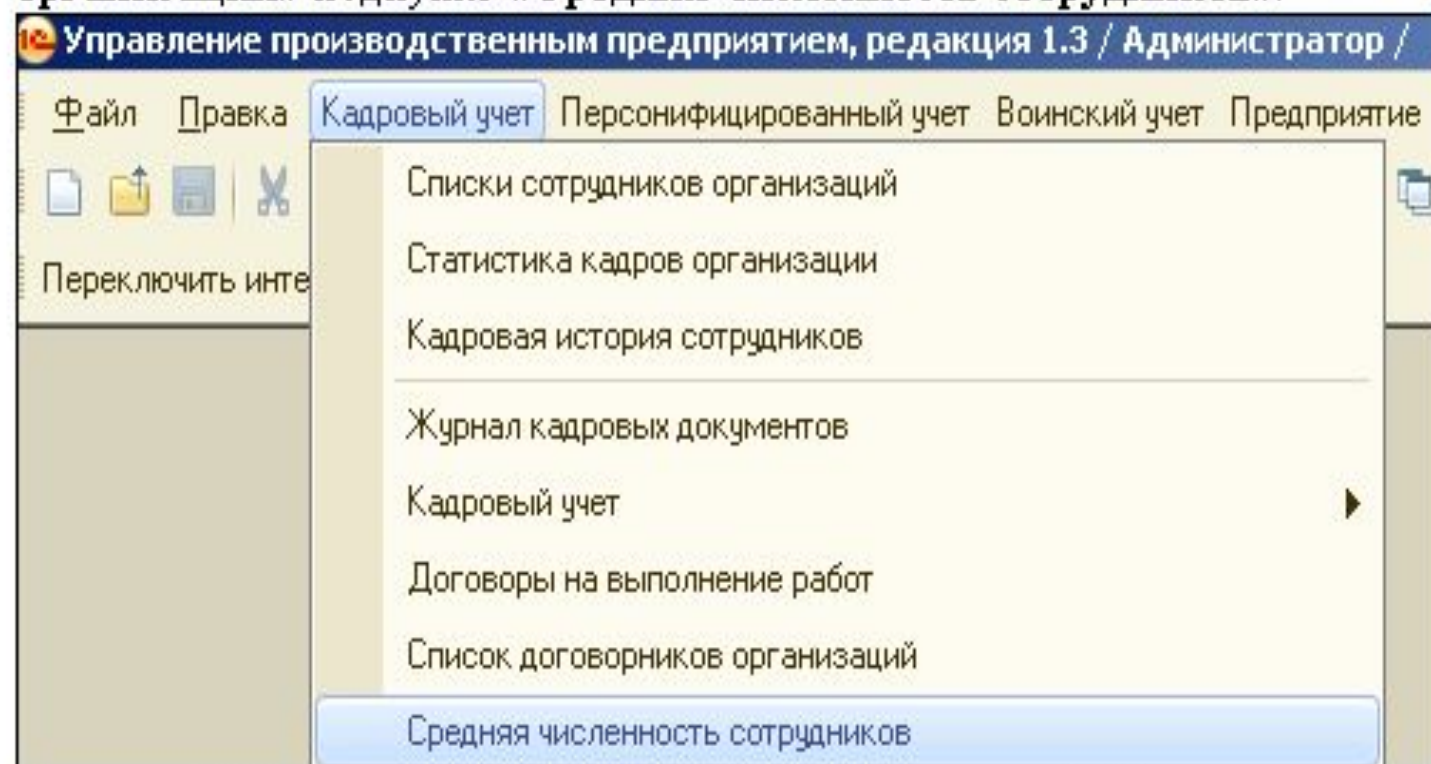 Управление производственным предприятием, редакция 1.3 / Администратор /
Файл Правка Кадровый учет Персонифицированный учет Воинский учет Предприятие
Переключить инте
Списки сотрудников организаций
Статистика кадров организации
Кадровая история сотрудников
Журнал кадровых документов
Кадровый учет
Договоры на выполнение работ
Список договорников организаций
Средняя численность сотрудников